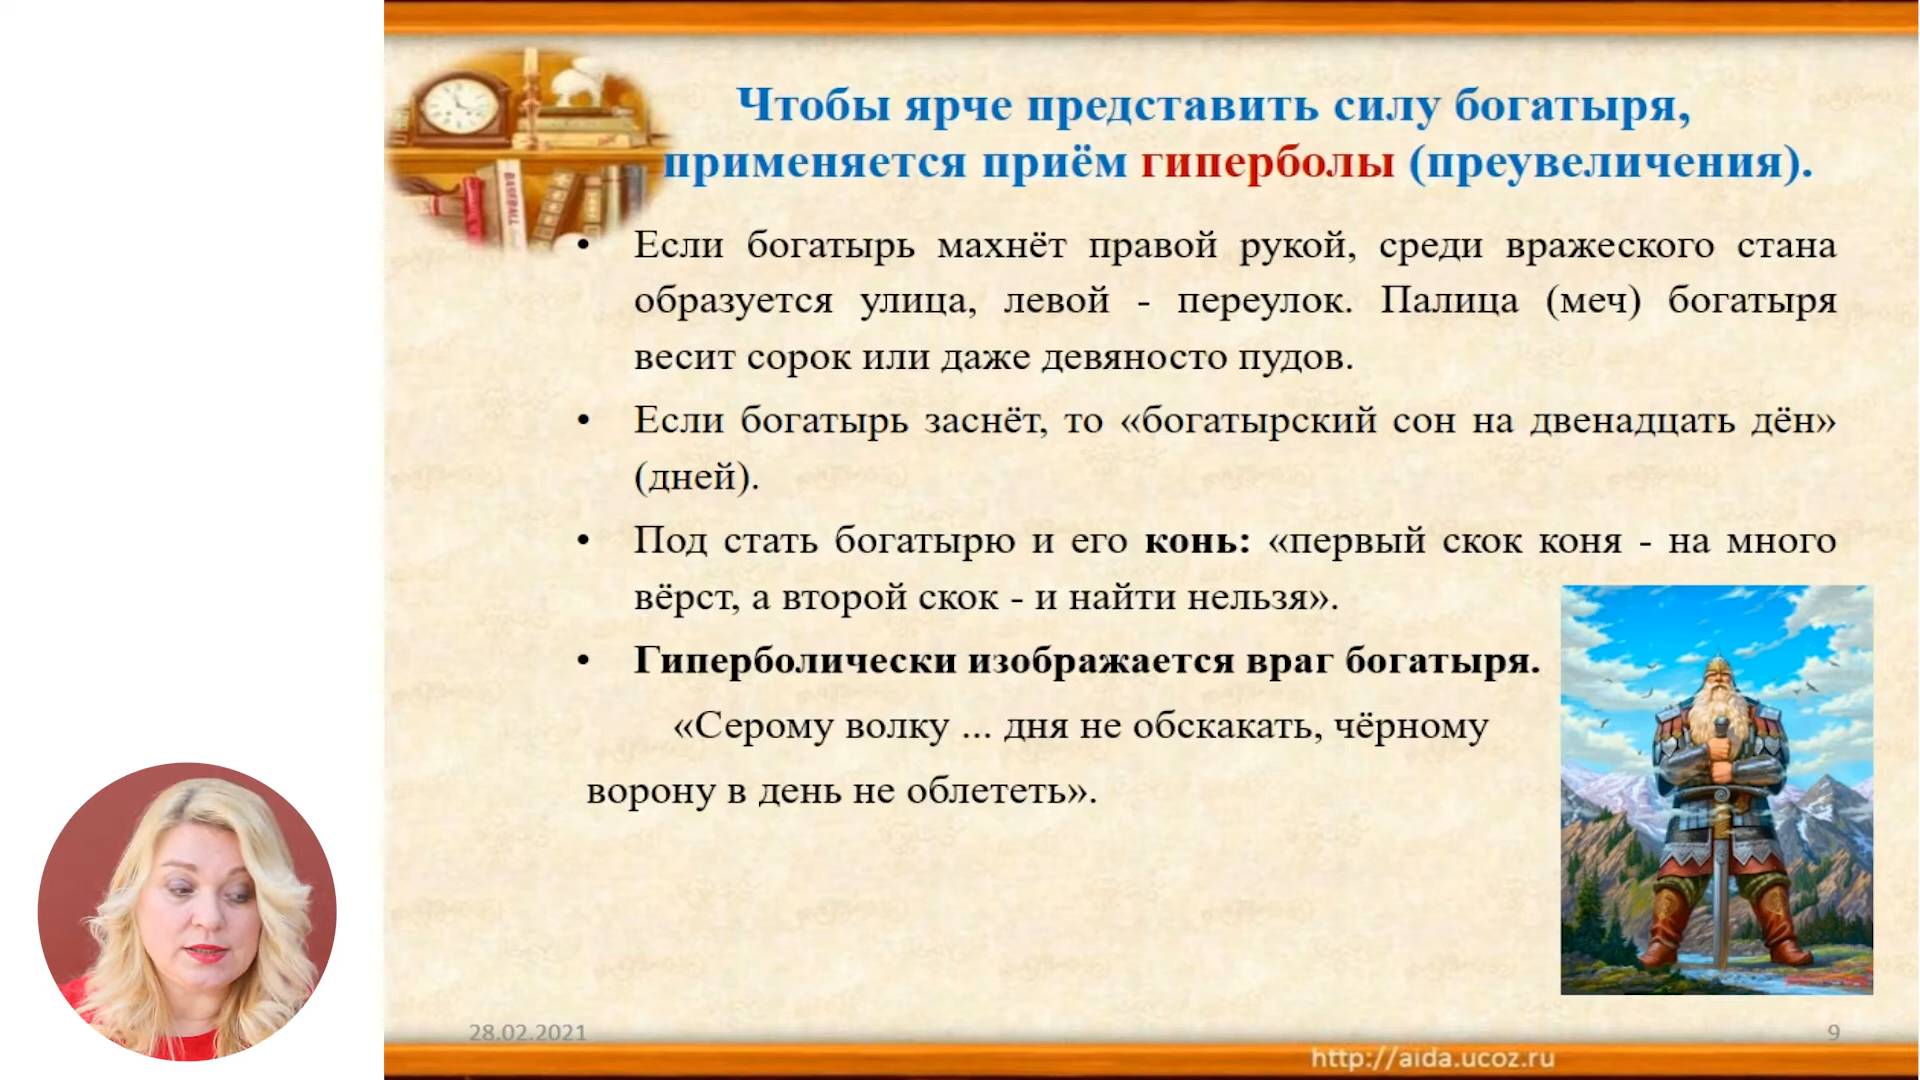 Чтобы ярче представить силу богатыря,
применяется приём гиперболы (преувеличения).
• Если богатырь махнёт правой рукой, среди вражеского стана
образуется улица, левой - переулок. Палица (меч) богатыря
весит сорок или даже девяносто пудов.
• Если богатырь заснёт, то «богатырский сон на двенадцать дён»
(дней).
• Под стать богатырю и его конь: «первый скок коня - на много
вёрст, а второй скок - и найти нельзя».
• Гиперболически изображается враг богатыря.
«Серому волку ... дня не обскакать, чёрному
ворону в день не облететь».
28.02.2021
9
http://aida.ucoz.ru